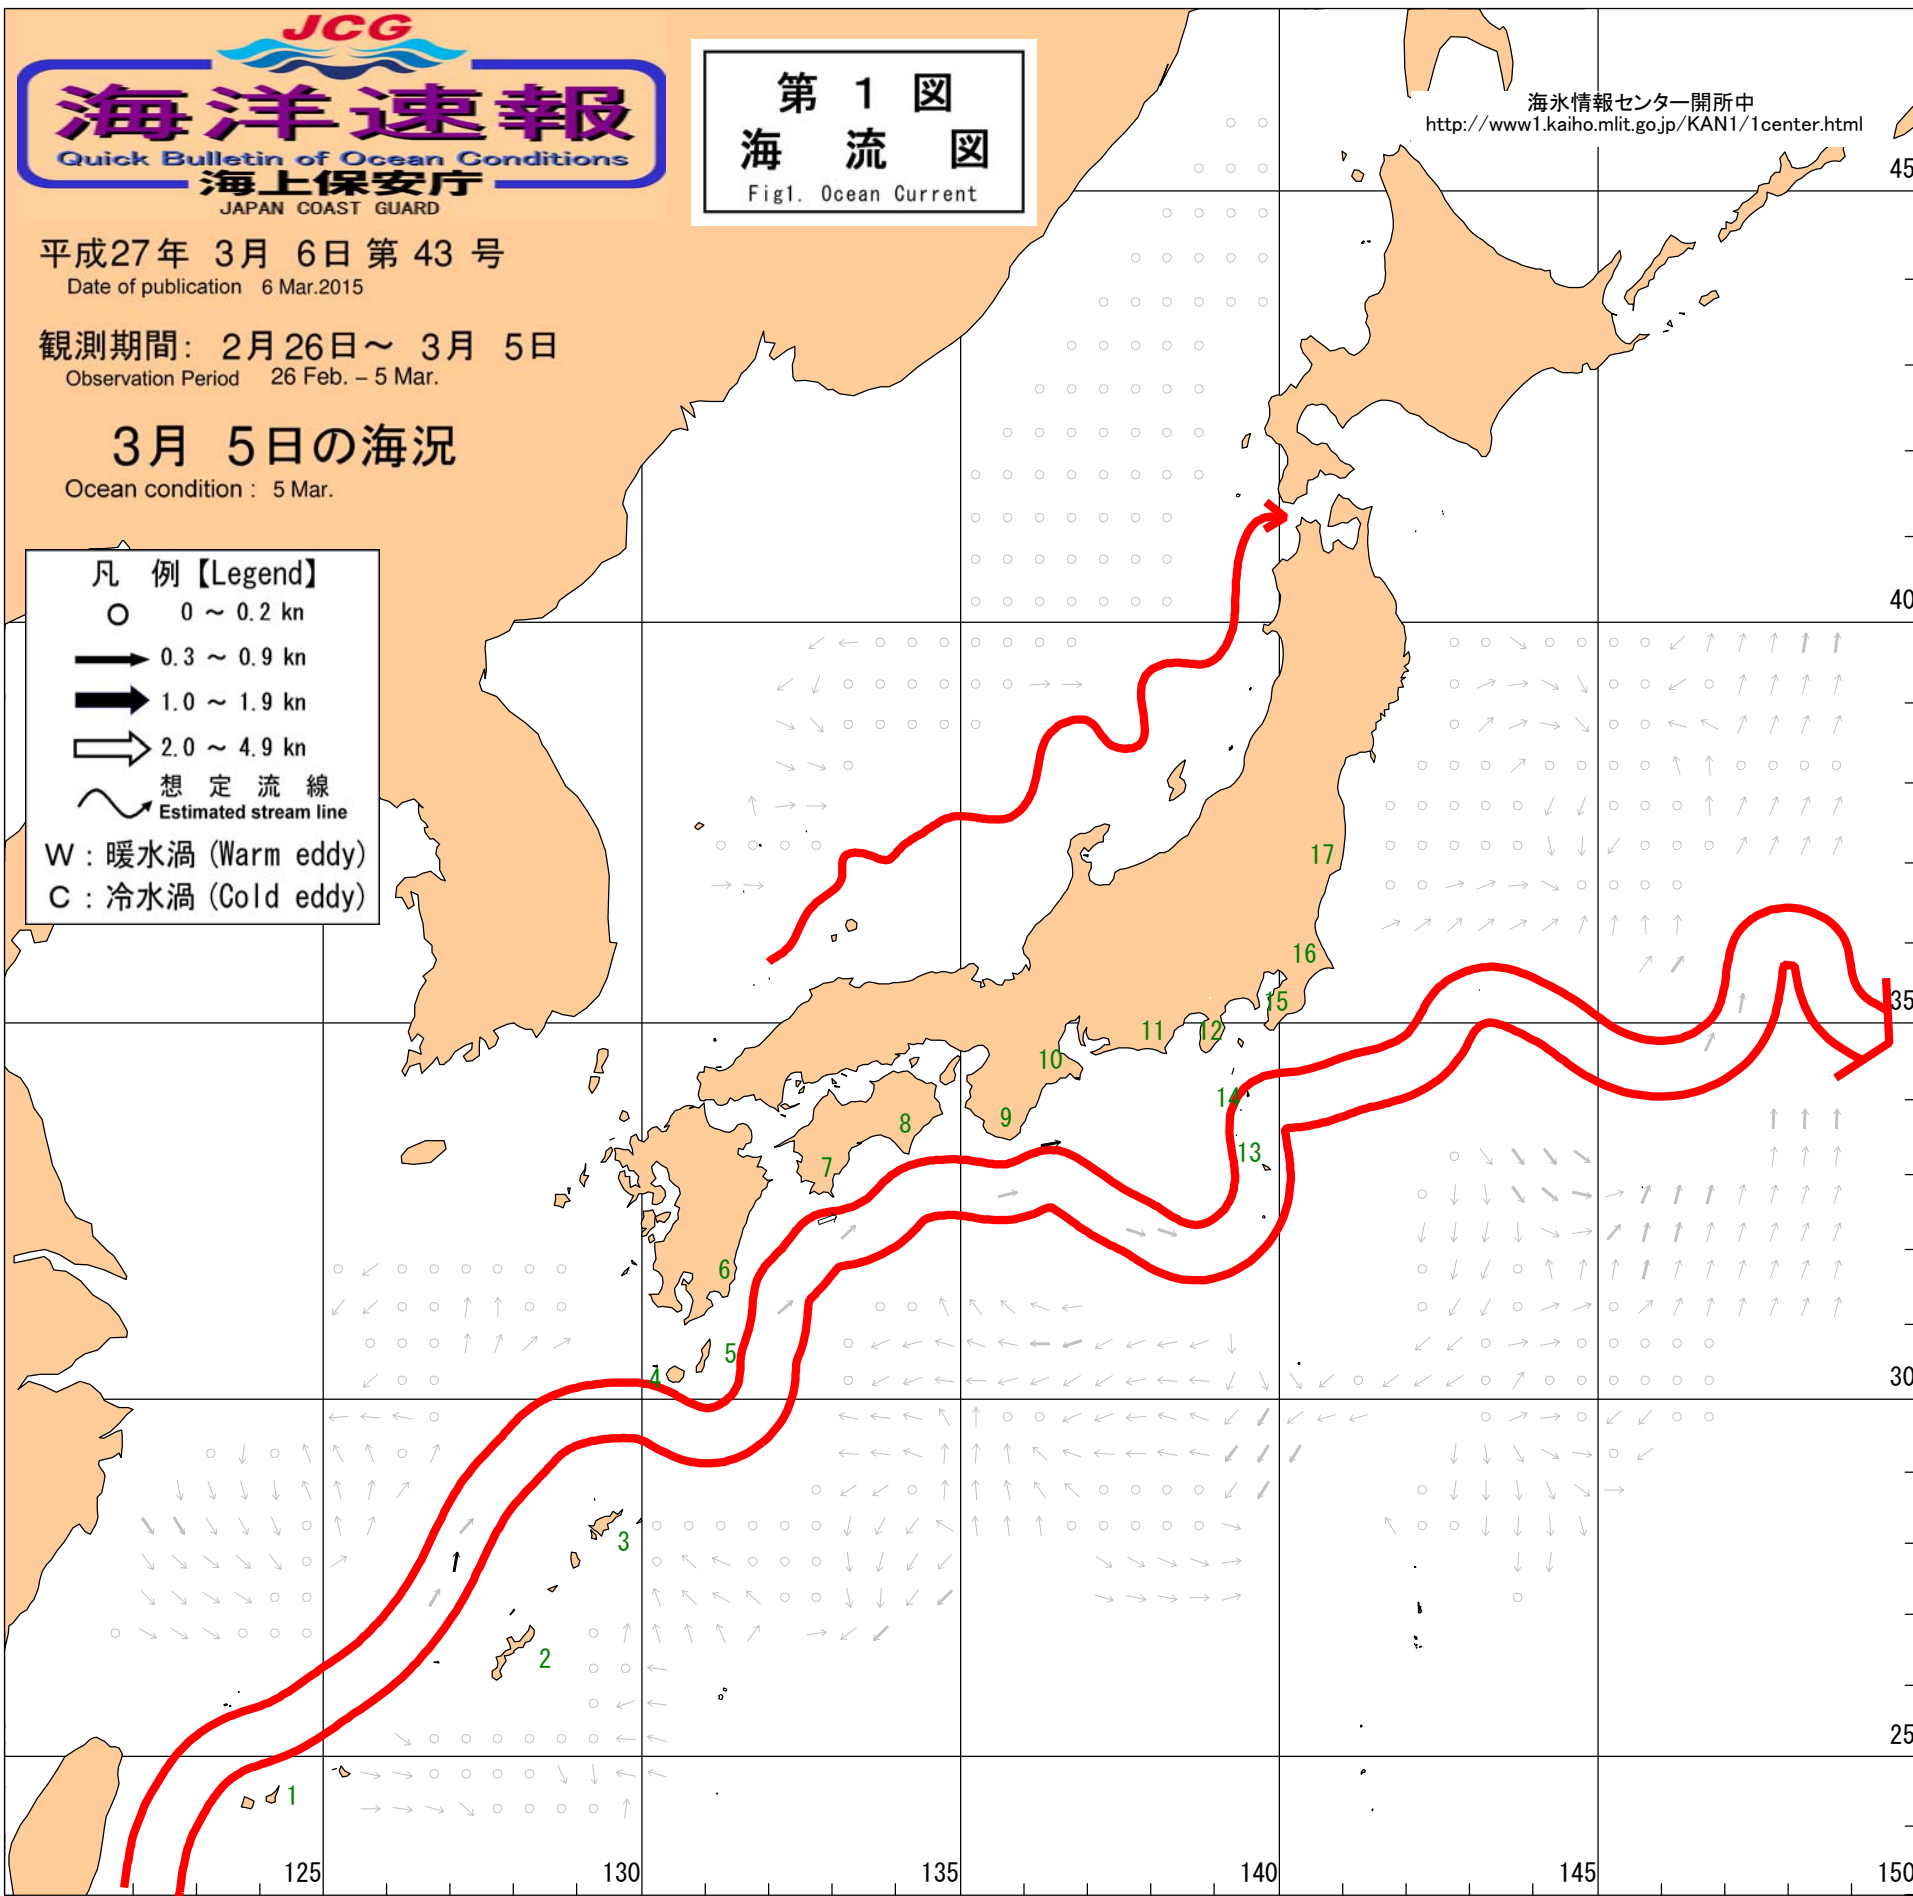 JCG
海洋速報
Quick Bulletin of Ocean Conditions
海上保安庁
JAPAN COAST GUARD
平成27年 3月 6日 第 43 号
Date of publication 6 Mar.2015
観測期間: 2月26日~ 3月 5日
Observation Period 26 Feb. – 5 Mar.
3月 5日の海況
Ocean condition : 5 Mar.
第 1 図
海 流 図
Fig1. Ocean Current
海氷情報センター開所中
http://www1.kaiho.mlit.go.jp/KAN1/1center.html
凡 例【Legend】
0 ~ 0.2 kn
0.3 ~ 0.9 kn
1.0 ~ 1.9 kn
2.0 ~ 4.9 kn
想 定 流 線
Estimated stream line
W : 暖水渦 (Warm eddy)
C : 冷水渦 (Cold eddy)
45
40
35
30
25
17
16
15
12
11
10
14
9
8
13
7
6
5
4
3
2
1
125
130
135
140
145
150